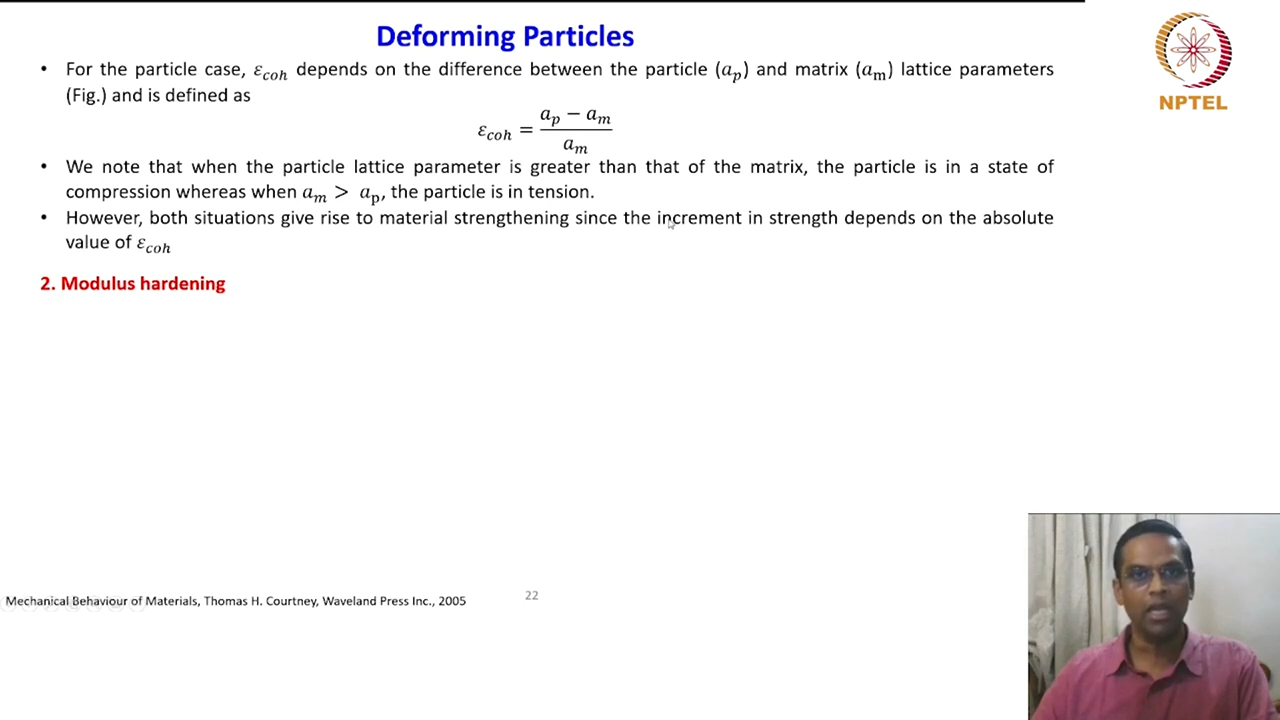 Deforming Particles
• For the particle case, ε_coh depends on the difference between the particle (a_p) and matrix (a_m) lattice parameters
(Fig.) and is defined as
ε_coh = (a_p − a_m) / a_m
• We note that when the particle lattice parameter is greater than that of the matrix, the particle is in a state of
compression whereas when a_m > a_p, the particle is in tension.
• However, both situations give rise to material strengthening since the increment in strength depends on the absolute
value of ε_coh
2. Modulus hardening
Mechanical Behaviour of Materials, Thomas H. Courtney, Waveland Press Inc., 2005
22
NPTEL